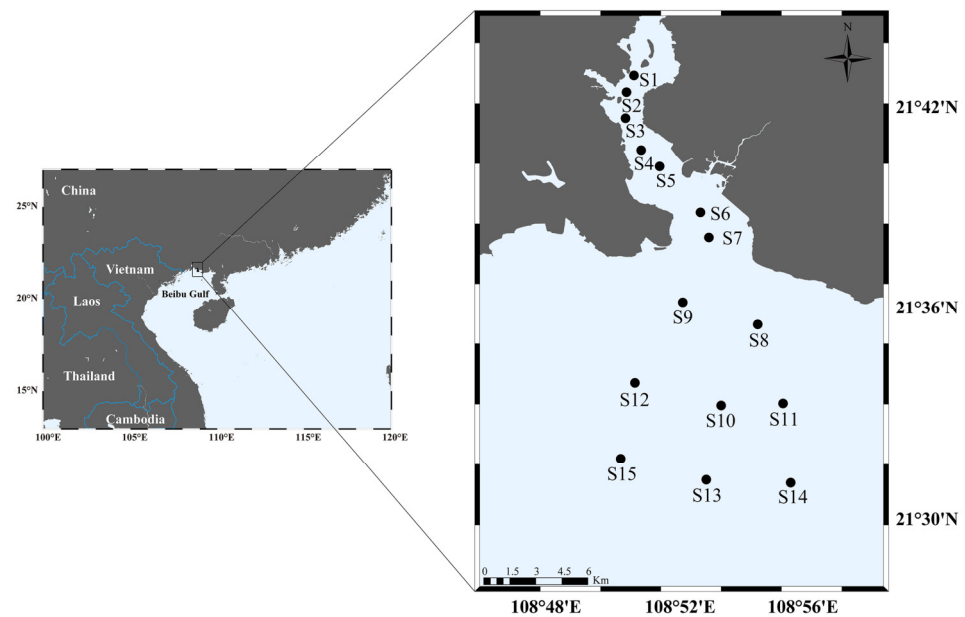 China
Vietnam
Laos
Thailand
Cambodia
Beibu Gulf
25°N
20°N
15°N
100°E
105°E
110°E
115°E
120°E
N
S1
S2
S3
S4
S5
S6
S7
S9
S8
S12
S10
S11
S15
S13
S14
21°42'N
21°36'N
21°30'N
0 1.5 3 4.5 6
Km
108°48'E
108°52'E
108°56'E